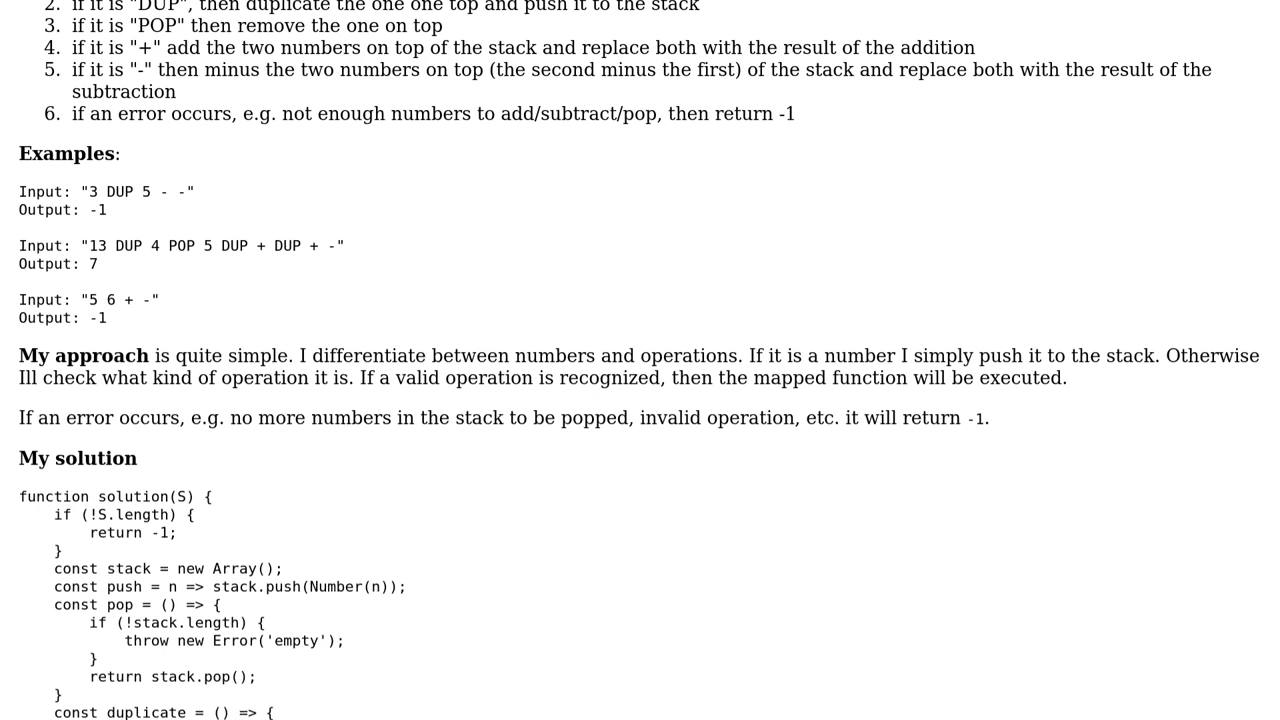 2. if it is "DUP", then duplicate the one one top and push it to the stack
3. if it is "POP" then remove the one on top
4. if it is "+" add the two numbers on top of the stack and replace both with the result of the addition
5. if it is "-" then minus the two numbers on top (the second minus the first) of the stack and replace both with the result of the
subtraction
6. if an error occurs, e.g. not enough numbers to add/subtract/pop, then return -1
Examples:
Input: "3 DUP 5 - -"
Output: -1
Input: "13 DUP 4 POP 5 DUP + DUP + -"
Output: 7
Input: "5 6 + -"
Output: -1
My approach is quite simple. I differentiate between numbers and operations. If it is a number I simply push it to the stack. Otherwise
Ill check what kind of operation it is. If a valid operation is recognized, then the mapped function will be executed.
If an error occurs, e.g. no more numbers in the stack to be popped, invalid operation, etc. it will return -1.
My solution
function solution(S) {
    if (!S.length) {
        return -1;
    }
    const stack = new Array();
    const push = n => stack.push(Number(n));
    const pop = () => {
        if (!stack.length) {
            throw new Error('empty');
        }
        return stack.pop();
    }
    const duplicate = () => {